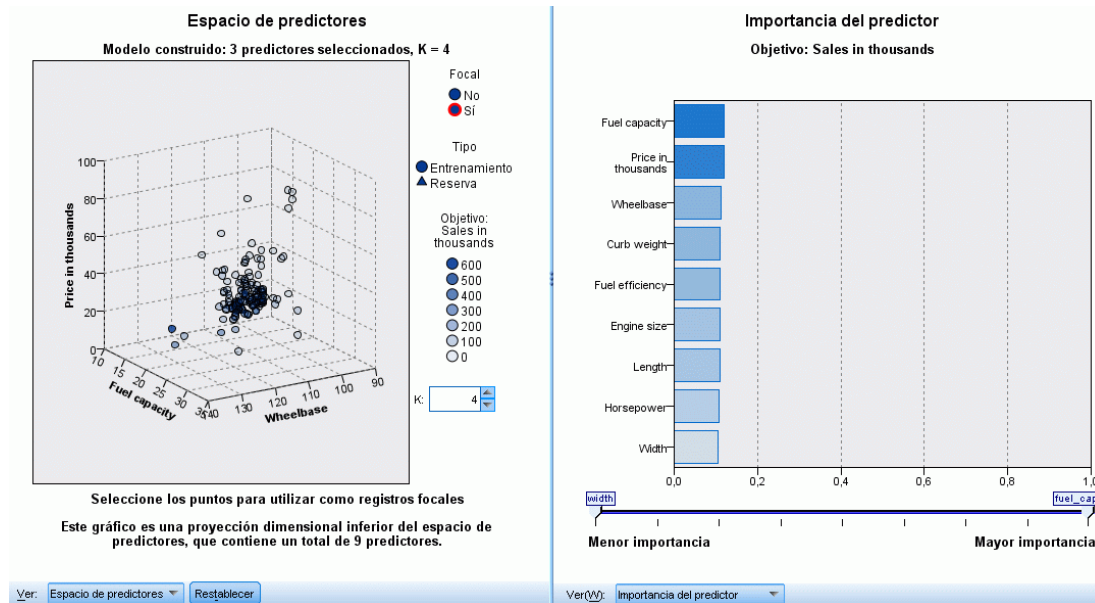 Espacio de predictores
Modelo construido: 3 predictores seleccionados, K = 4
Focal
No
Sí
Tipo
Entrenamiento
Reserva
Objetivo:
Sales in
thousands
600
500
400
300
200
100
0
K: 4
Price in thousands
100
80
60
40
20
0
10
15
20
25
30
35
Fuel capacity
140
130
120
110
100
90
Wheelbase
Seleccione los puntos para utilizar como registros focales
Este gráfico es una proyección dimensional inferior del espacio de
predictores, que contiene un total de 9 predictores.
Ver: Espacio de predictores Restablecer
Importancia del predictor
Objetivo: Sales in thousands
Fuel capacity
Price in
thousands
Wheelbase
Curb weight
Fuel efficiency
Engine size
Length
Horsepower
Width
0,0 0,2 0,4 0,6 0,8 1,0
width fuel_cap
Menor importancia Mayor importancia
Ver(W): Importancia del predictor